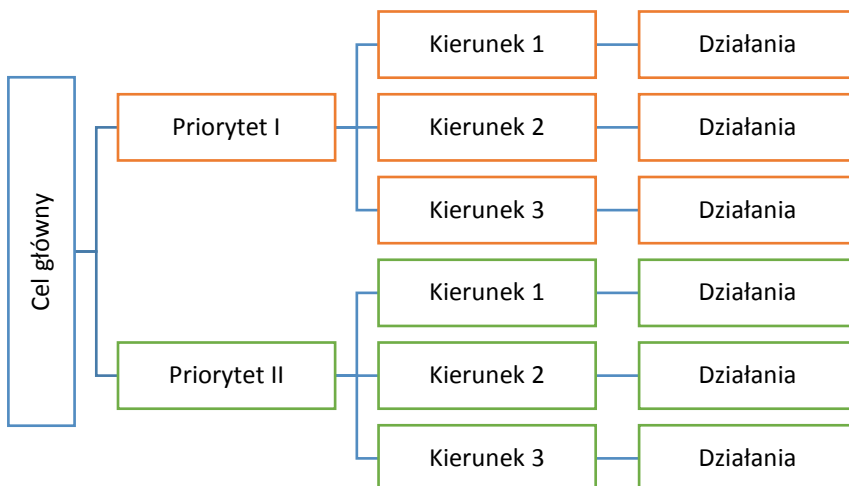 Cel główny
Priorytet I
Kierunek 1
Działania
Kierunek 2
Działania
Kierunek 3
Działania
Priorytet II
Kierunek 1
Działania
Kierunek 2
Działania
Kierunek 3
Działania